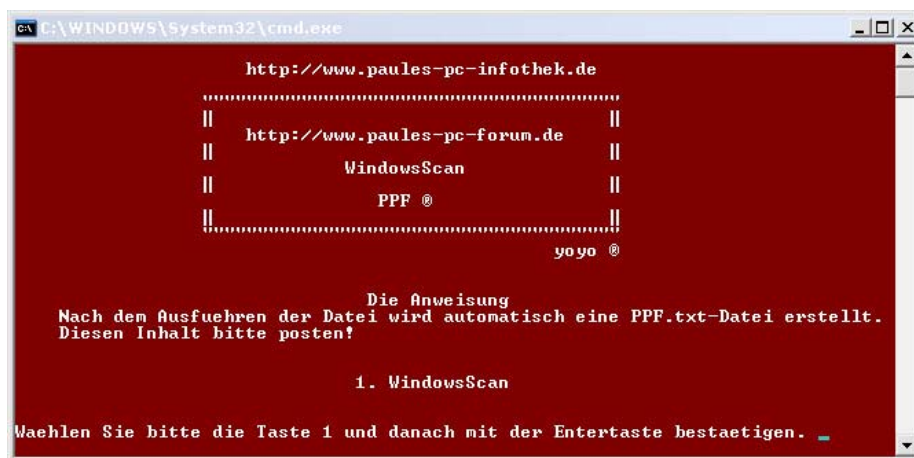 C:\WINDOWS\System32\cmd.exe
http://www.paules-pc-infothek.de
http://www.paules-pc-forum.de
WindowsScan
PPF ®
yoyo ®
Die Anweisung
Nach dem Ausfuehren der Datei wird automatisch eine PPF.txt-Datei erstellt.
Diesen Inhalt bitte posten!
1. WindowsScan
Waehlen Sie bitte die Taste 1 und danach mit der Entertaste bestaetigen. _